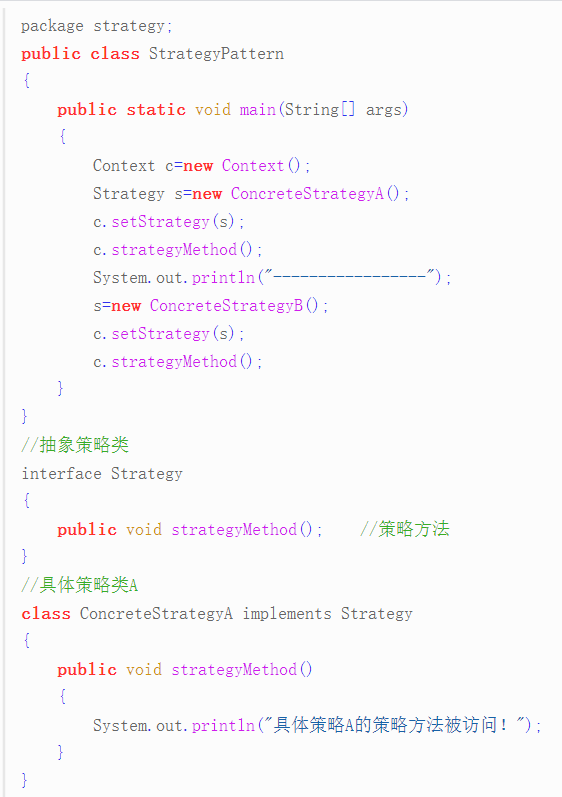 package strategy;
public class StrategyPattern
{
    public static void main(String[] args)
    {
        Context c=new Context();
        Strategy s=new ConcreteStrategyA();
        c.setStrategy(s);
        c.strategyMethod();
        System.out.println("-----------------");
        s=new ConcreteStrategyB();
        c.setStrategy(s);
        c.strategyMethod();
    }
}
//抽象策略类
interface Strategy
{
    public void strategyMethod();    //策略方法
}
//具体策略类A
class ConcreteStrategyA implements Strategy
{
    public void strategyMethod()
    {
        System.out.println("具体策略A的策略方法被访问！");
    }
}